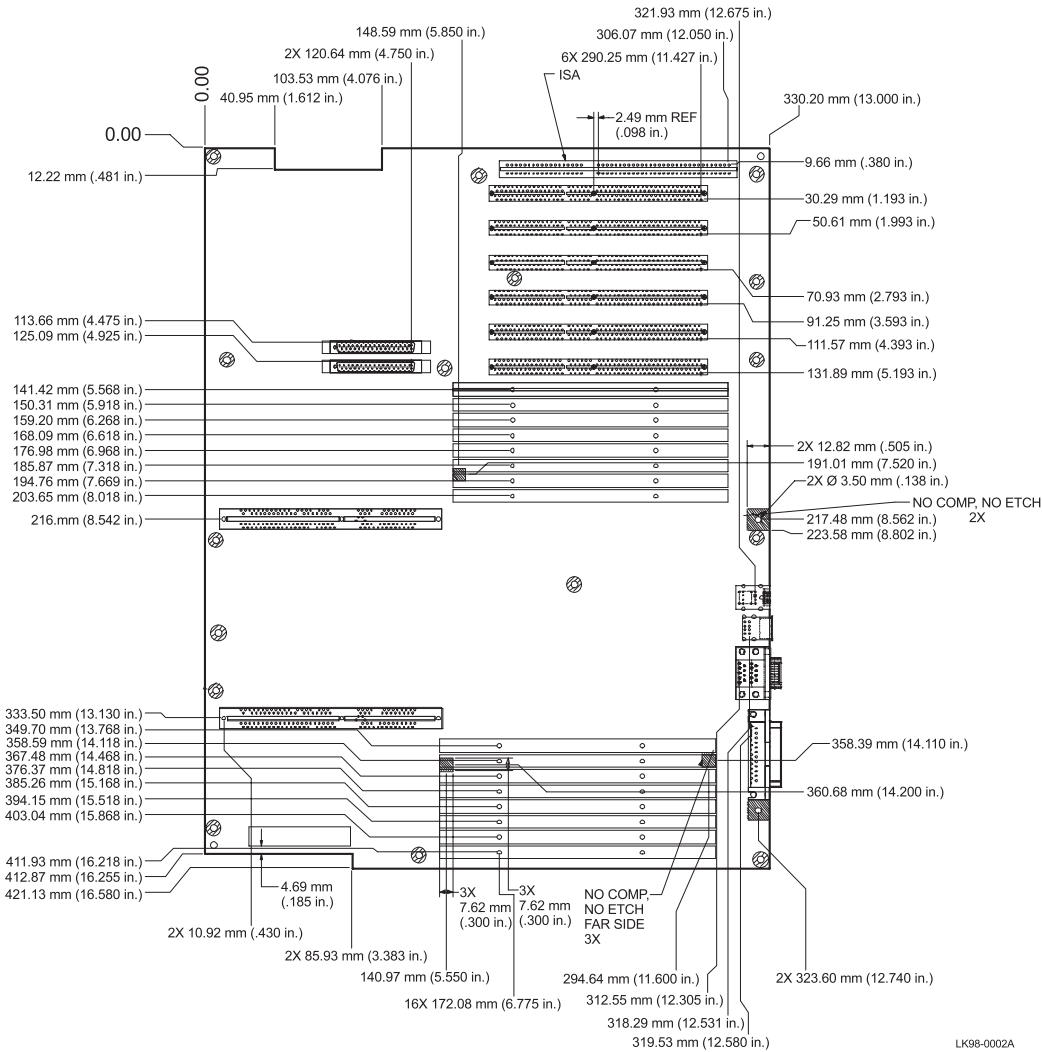 321.93 mm (12.675 in.)
148.59 mm (5.850 in.)
306.07 mm (12.050 in.)
2X 120.64 mm (4.750 in.)
6X 290.25 mm (11.427 in.)
ISA
103.53 mm (4.076 in.)
40.95 mm (1.612 in.)
0.00
330.20 mm (13.000 in.)
2.49 mm REF
(.098 in.)
0.00
9.66 mm (.380 in.)
12.22 mm (.481 in.)
30.29 mm (1.193 in.)
50.61 mm (1.993 in.)
70.93 mm (2.793 in.)
91.25 mm (3.593 in.)
111.57 mm (4.393 in.)
131.89 mm (5.193 in.)
113.66 mm (4.475 in.)
125.09 mm (4.925 in.)
141.42 mm (5.568 in.)
150.31 mm (5.918 in.)
159.20 mm (6.268 in.)
168.09 mm (6.618 in.)
176.98 mm (6.968 in.)
185.87 mm (7.318 in.)
194.76 mm (7.669 in.)
203.65 mm (8.018 in.)
216.mm (8.542 in.)
2X 12.82 mm (.505 in.)
191.01 mm (7.520 in.)
2X Ø 3.50 mm (.138 in.)
NO COMP, NO ETCH
2X
217.48 mm (8.562 in.)
223.58 mm (8.802 in.)
333.50 mm (13.130 in.)
349.70 mm (13.768 in.)
358.59 mm (14.118 in.)
367.48 mm (14.468 in.)
376.37 mm (14.818 in.)
385.26 mm (15.168 in.)
394.15 mm (15.518 in.)
403.04 mm (15.868 in.)
411.93 mm (16.218 in.)
412.87 mm (16.255 in.)
421.13 mm (16.580 in.)
358.39 mm (14.110 in.)
360.68 mm (14.200 in.)
4.69 mm
(.185 in.)
3X
7.62 mm
(.300 in.)
3X
7.62 mm
(.300 in.)
NO COMP,
NO ETCH
FAR SIDE
3X
2X 10.92 mm (.430 in.)
2X 85.93 mm (3.383 in.)
140.97 mm (5.550 in.)
16X 172.08 mm (6.775 in.)
294.64 mm (11.600 in.)
2X 323.60 mm (12.740 in.)
312.55 mm (12.305 in.)
318.29 mm (12.531 in.)
319.53 mm (12.580 in.)
LK98-0002A